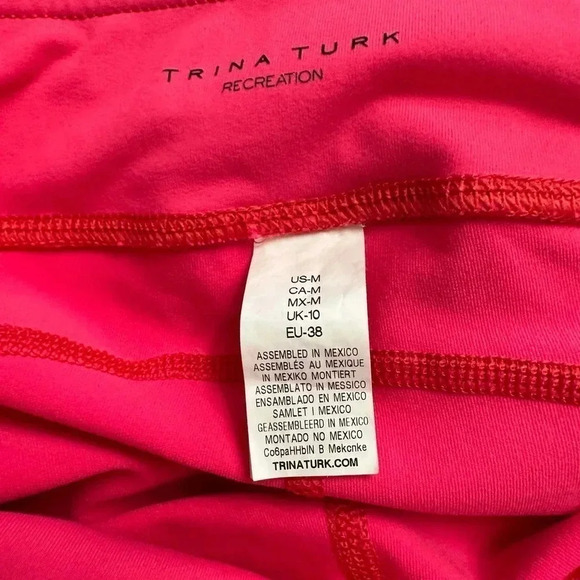 TRINA TURK
RECREATION
US-M
CA-M
MX-M
UK-10
EU-38
ASSEMBLED IN MEXICO
ASSEMBLÉS AU MEXIQUE
IN MEXIKO MONTIERT
ASSEMBLATO IN MESSICO
ENSAMBLADO EN MEXICO
SAMLET I MEXICO
GEASSEMBLEERD IN MEXICO
MONTADO NO MEXICO
Co6paHHbIN B Mekcnke
TRINATURK.COM